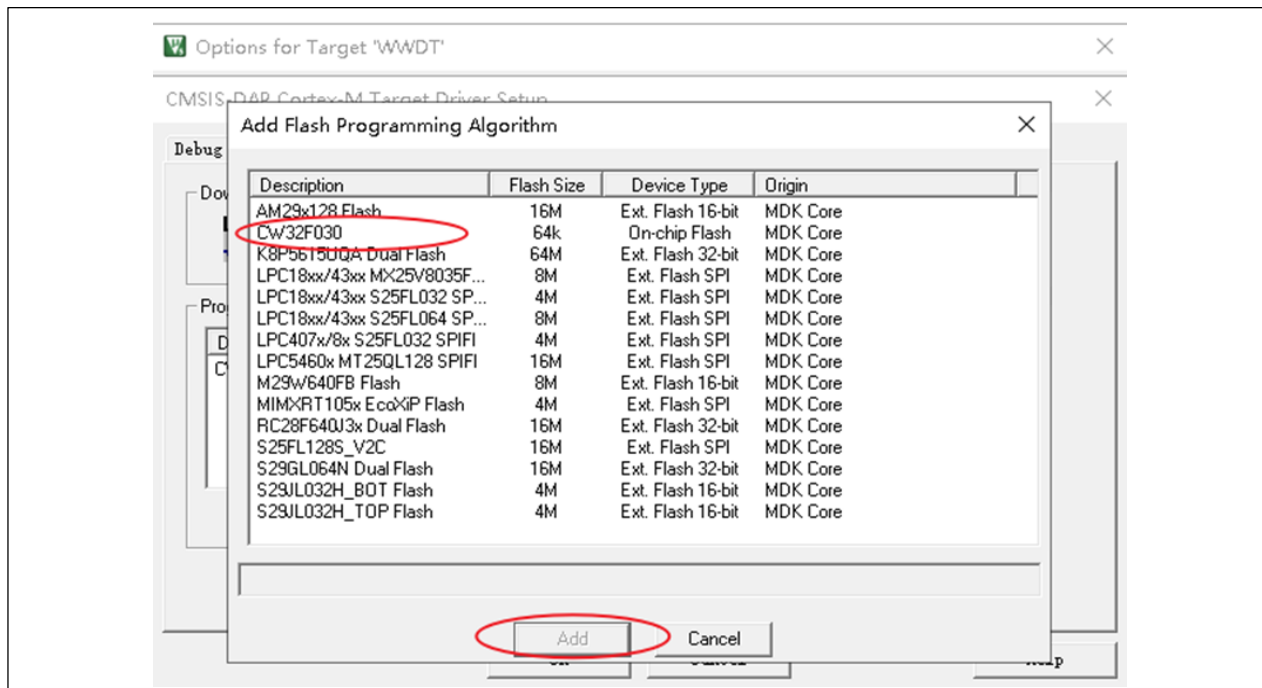 Options for Target 'WWDT'
CMSIS-DAP Cortex-M Target Driver Setup
Add Flash Programming Algorithm
Debug
Description Flash Size Device Type Origin
AM29x128 Flash 16M Ext. Flash 16-bit MDK Core
CW32F030 64k On-chip Flash MDK Core
K8P5615UQA Dual Flash 64M Ext. Flash 32-bit MDK Core
LPC18xx/43xx MX25V8035F... 8M Ext. Flash SPI MDK Core
LPC18xx/43xx S25FL032 SP... 4M Ext. Flash SPI MDK Core
LPC18xx/43xx S25FL064 SP... 8M Ext. Flash SPI MDK Core
LPC407x/8x S25FL032 SPIFI 4M Ext. Flash SPI MDK Core
LPC5460x MT25QL128 SPIFI 16M Ext. Flash SPI MDK Core
M29W640FB Flash 8M Ext. Flash 16-bit MDK Core
MIMXRT105x EcoXiP Flash 4M Ext. Flash SPI MDK Core
RC28F640J3x Dual Flash 16M Ext. Flash 32-bit MDK Core
S25FL128S_V2C 16M Ext. Flash SPI MDK Core
S29GL064N Dual Flash 16M Ext. Flash 32-bit MDK Core
S29JL032H_BOT Flash 4M Ext. Flash 16-bit MDK Core
S29JL032H_TOP Flash 4M Ext. Flash 16-bit MDK Core
Add Cancel